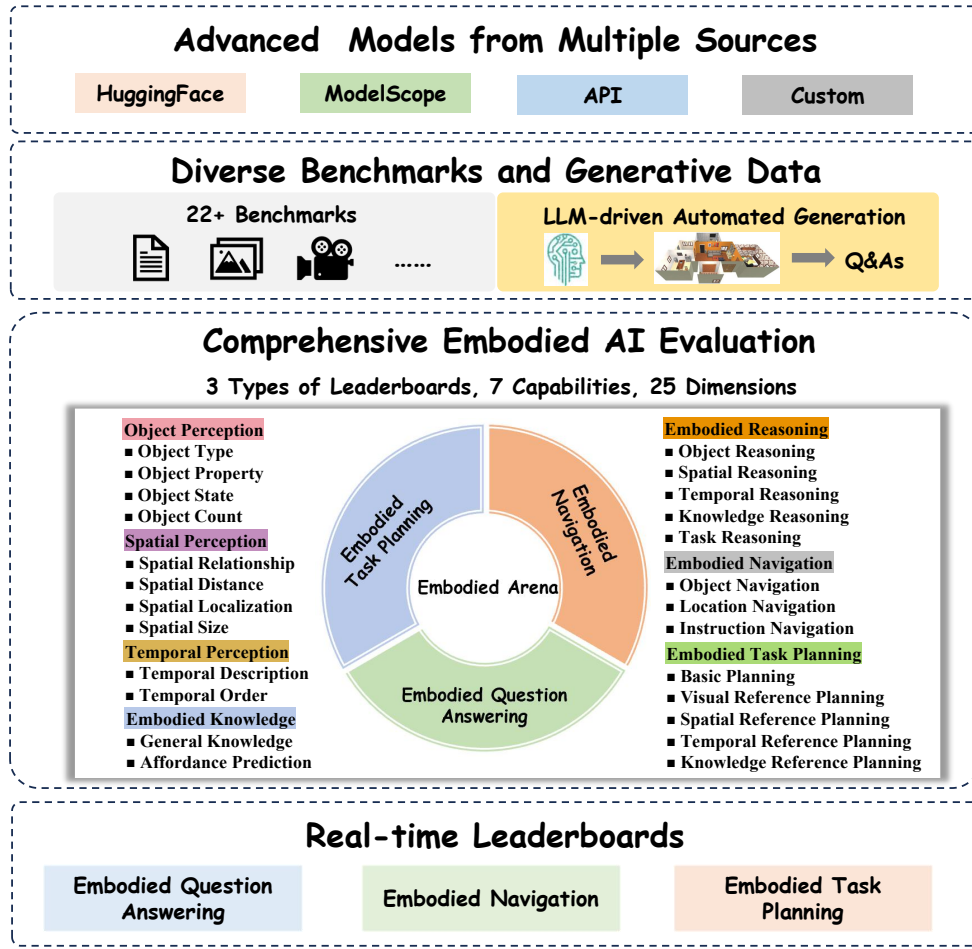 Advanced Models from Multiple Sources
HuggingFace
ModelScope
API
Custom
Diverse Benchmarks and Generative Data
22+ Benchmarks
......
LLM-driven Automated Generation
Q&As
Comprehensive Embodied AI Evaluation
3 Types of Leaderboards, 7 Capabilities, 25 Dimensions
Object Perception
■ Object Type
■ Object Property
■ Object State
■ Object Count
Spatial Perception
■ Spatial Relationship
■ Spatial Distance
■ Spatial Localization
■ Spatial Size
Temporal Perception
■ Temporal Description
■ Temporal Order
Embodied Knowledge
■ General Knowledge
■ Affordance Prediction
Embodied
Task Planning
Embodied
Navigation
Embodied Arena
Embodied Question
Answering
Embodied Reasoning
■ Object Reasoning
■ Spatial Reasoning
■ Temporal Reasoning
■ Knowledge Reasoning
■ Task Reasoning
Embodied Navigation
■ Object Navigation
■ Location Navigation
■ Instruction Navigation
Embodied Task Planning
■ Basic Planning
■ Visual Reference Planning
■ Spatial Reference Planning
■ Temporal Reference Planning
■ Knowledge Reference Planning
Real-time Leaderboards
Embodied Question
Answering
Embodied Navigation
Embodied Task
Planning